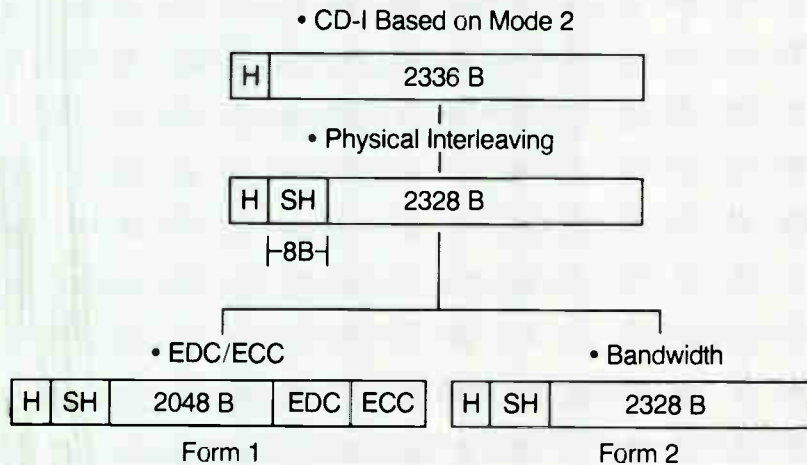 • CD-I Based on Mode 2
H 2336 B
• Physical Interleaving
H SH 2328 B
8B
• EDC/ECC
• Bandwidth
H SH 2048 B EDC ECC
H SH 2328 B
Form 1
Form 2